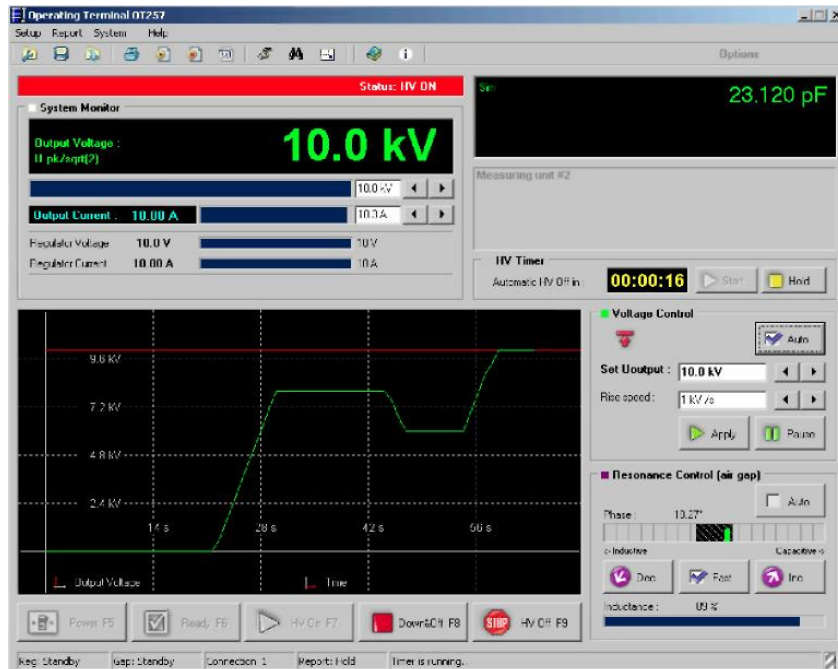 Operating Terminal OT257
Setup Report System Help
Options
Status: HV ON
System Monitor
Output Voltage :
U pk/sqrt(2)
10.0 kV
10.0 kV
Output Current : 10.00 A
10.0 A
Regulator Voltage 10.0 V 10 V
Regulator Current 10.00 A 10 A
Sim
23.120 pF
Measuring unit #2
HV Timer
Automatic HV Off in : 00:00:16 Start Hold
9.6 kV
7.2 kV
4.8 kV
2.4 kV
14 s 28 s 42 s 56 s
Output Voltage Time
Voltage Control
Auto
Set Uoutput : 10.0 kV
Rise speed : 1 kV/s
Apply Pause
Resonance Control (air gap)
Auto
Phase :
<- Inductive Capacitive ->
Dec Fast Inc
Inductance : 89 %
Power F5 Ready F6 HV On F7 Down&Off F8 STOP HV Off F9
Reg: Standby Gap: Standby Connection: 1 Report: Hold Timer is running..